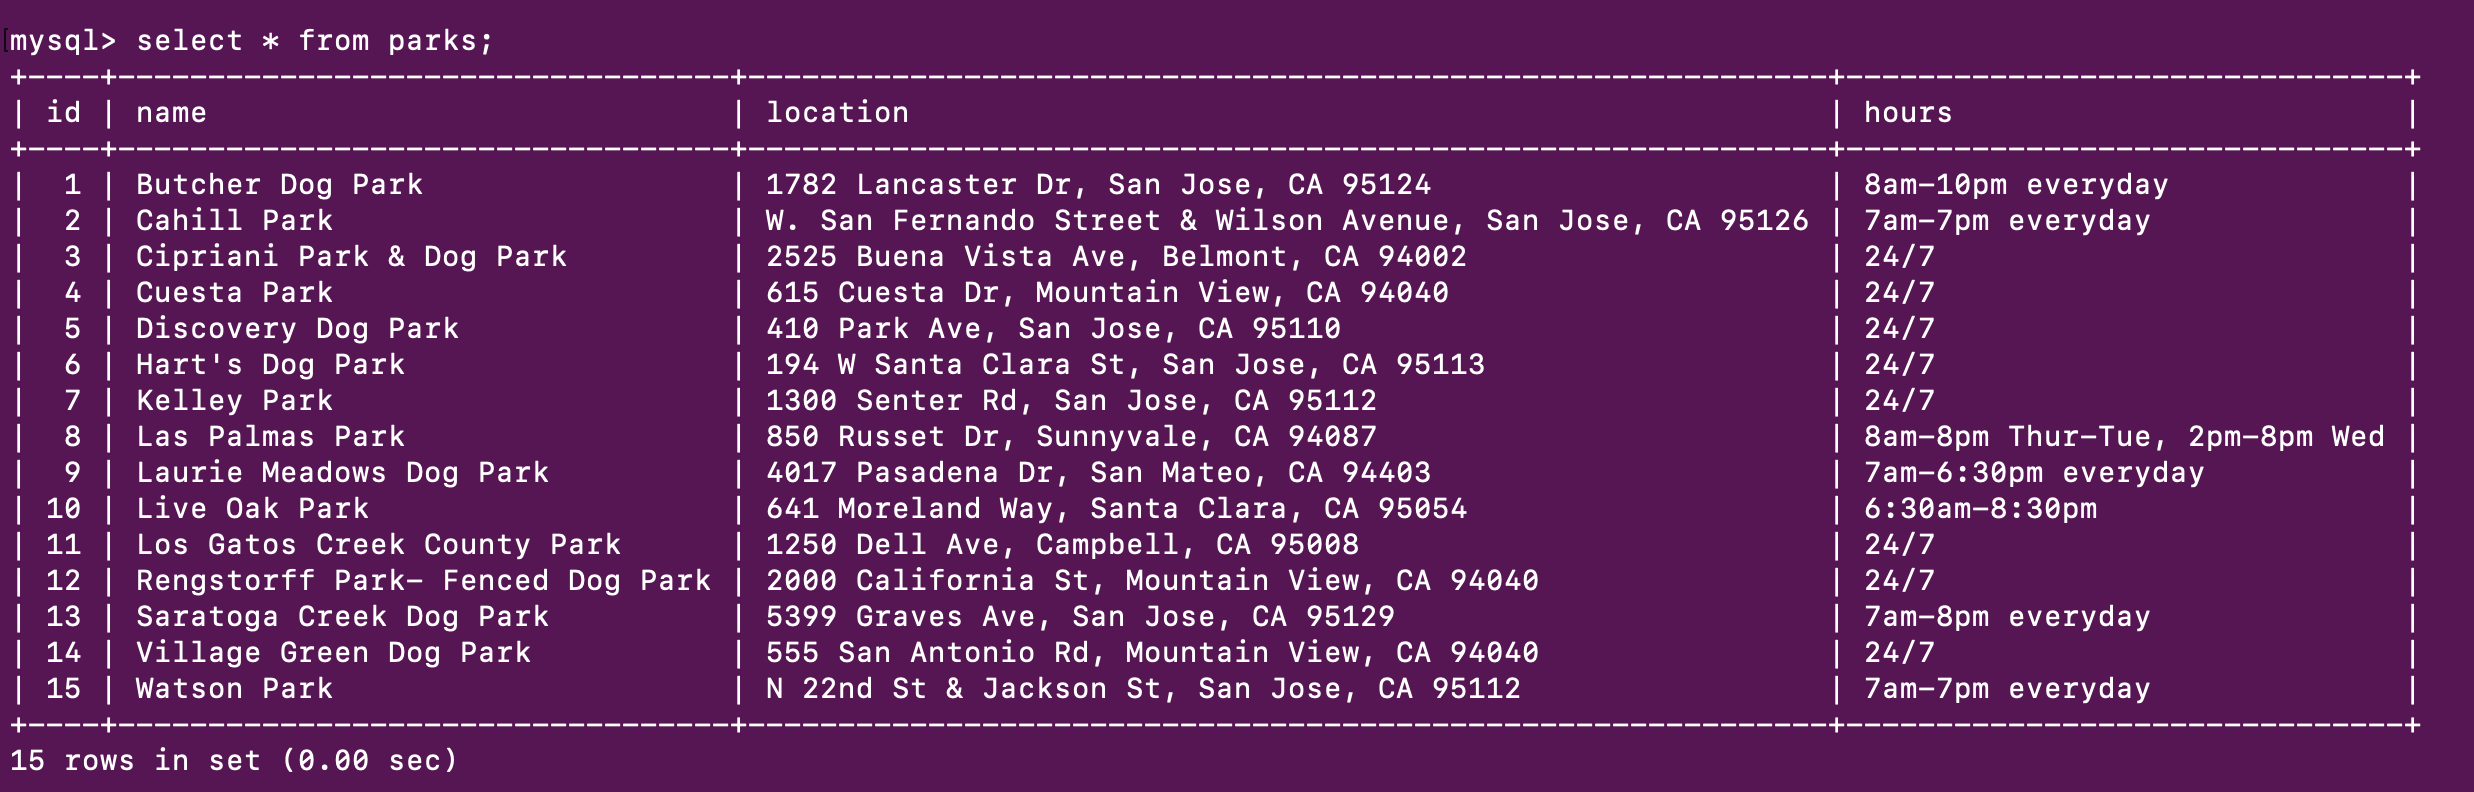 mysql> select * from parks;
+----+----------------------------------+------------------------------------------------------------+-------------------------------+
| id | name                             | location                                                   | hours                         |
+----+----------------------------------+------------------------------------------------------------+-------------------------------+
|  1 | Butcher Dog Park                 | 1782 Lancaster Dr, San Jose, CA 95124                      | 8am-10pm everyday             |
|  2 | Cahill Park                      | W. San Fernando Street & Wilson Avenue, San Jose, CA 95126 | 7am-7pm everyday              |
|  3 | Cipriani Park & Dog Park         | 2525 Buena Vista Ave, Belmont, CA 94002                    | 24/7                          |
|  4 | Cuesta Park                      | 615 Cuesta Dr, Mountain View, CA 94040                     | 24/7                          |
|  5 | Discovery Dog Park               | 410 Park Ave, San Jose, CA 95110                           | 24/7                          |
|  6 | Hart's Dog Park                  | 194 W Santa Clara St, San Jose, CA 95113                   | 24/7                          |
|  7 | Kelley Park                      | 1300 Senter Rd, San Jose, CA 95112                         | 24/7                          |
|  8 | Las Palmas Park                  | 850 Russet Dr, Sunnyvale, CA 94087                         | 8am-8pm Thur-Tue, 2pm-8pm Wed |
|  9 | Laurie Meadows Dog Park          | 4017 Pasadena Dr, San Mateo, CA 94403                      | 7am-6:30pm everyday           |
| 10 | Live Oak Park                    | 641 Moreland Way, Santa Clara, CA 95054                    | 6:30am-8:30pm                 |
| 11 | Los Gatos Creek County Park      | 1250 Dell Ave, Campbell, CA 95008                          | 24/7                          |
| 12 | Rengstorff Park- Fenced Dog Park | 2000 California St, Mountain View, CA 94040                | 24/7                          |
| 13 | Saratoga Creek Dog Park          | 5399 Graves Ave, San Jose, CA 95129                        | 7am-8pm everyday              |
| 14 | Village Green Dog Park           | 555 San Antonio Rd, Mountain View, CA 94040                | 24/7                          |
| 15 | Watson Park                      | N 22nd St & Jackson St, San Jose, CA 95112                 | 7am-7pm everyday              |
+----+----------------------------------+------------------------------------------------------------+-------------------------------+
15 rows in set (0.00 sec)